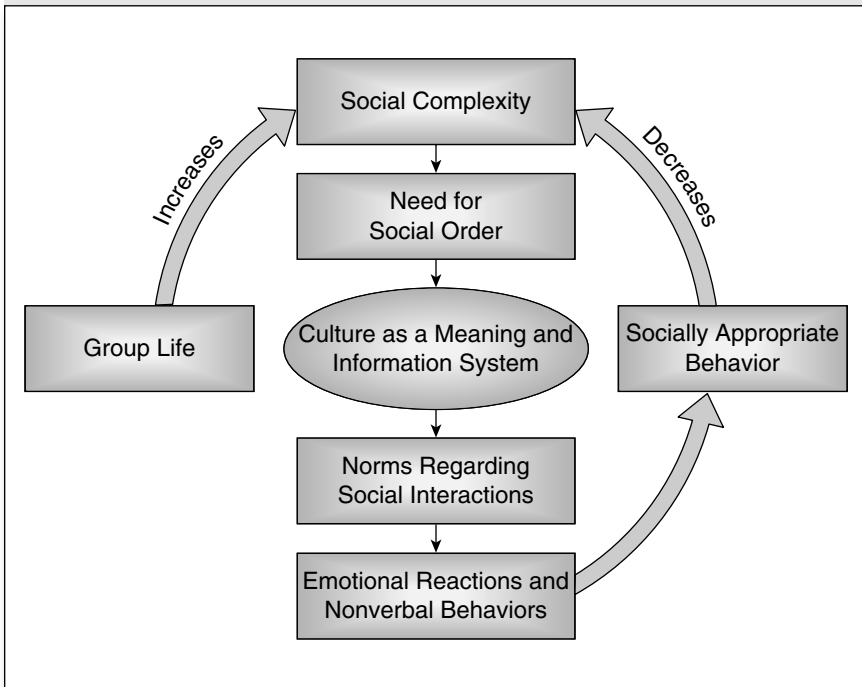 Social Complexity
Increases
Decreases
Need for
Social Order
Group Life
Culture as a Meaning and
Information System
Socially Appropriate
Behavior
Norms Regarding
Social Interactions
Emotional Reactions and
Nonverbal Behaviors